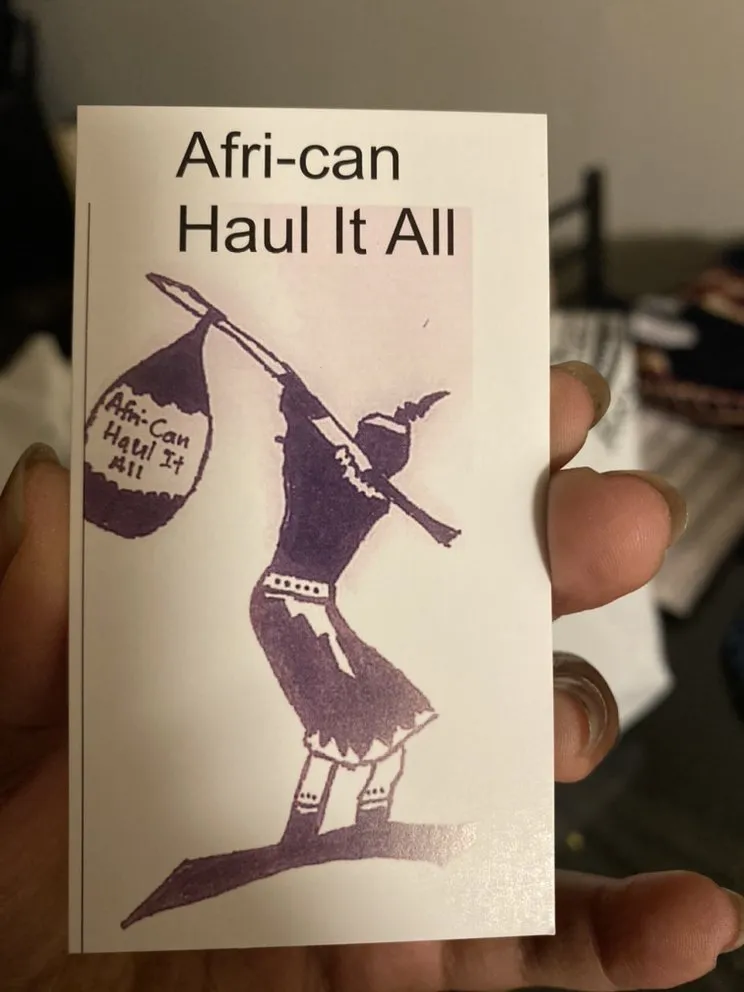 Afri-can
Haul It All
Afri-Can
Haul It
All